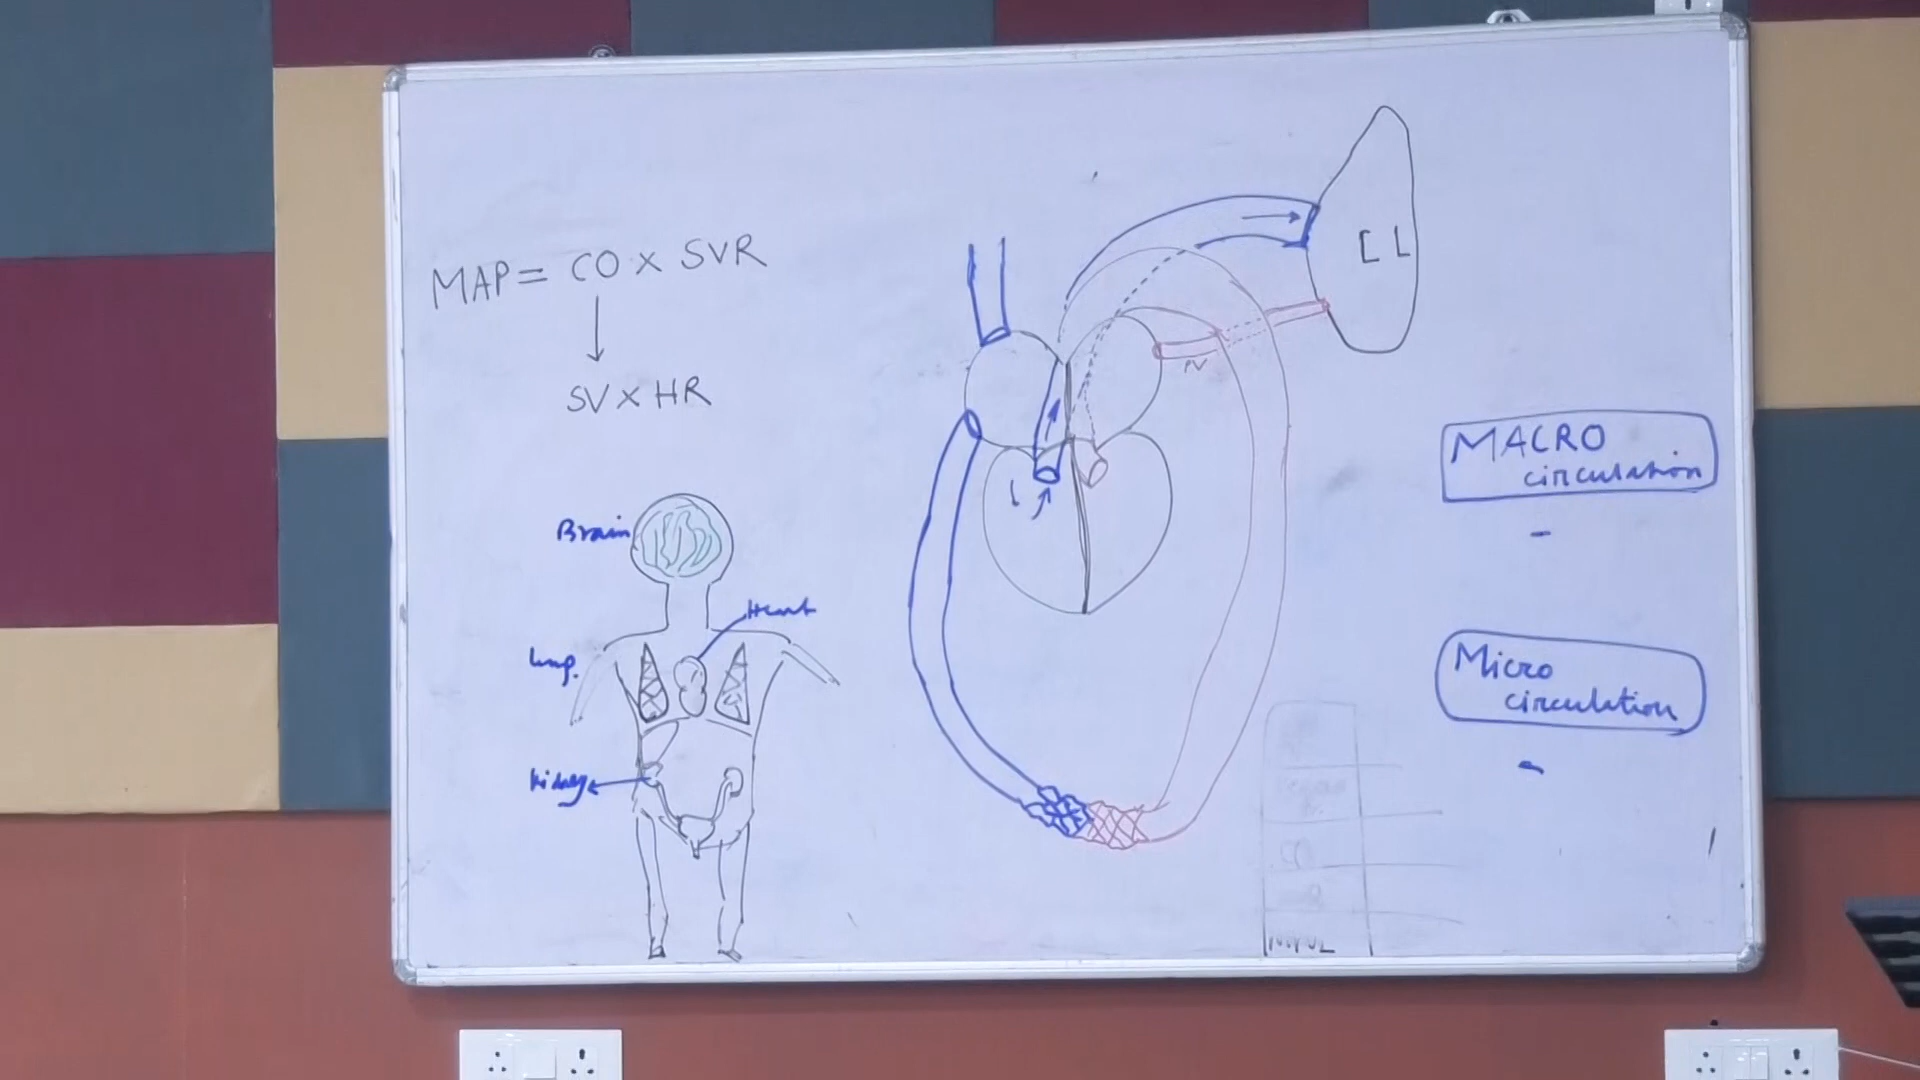 MAP = CO x SVR
SV x HR
Brain
Heart
Lung.
Kidney
[ L
PV
MACRO
circulation
-
Micro
circulation
-